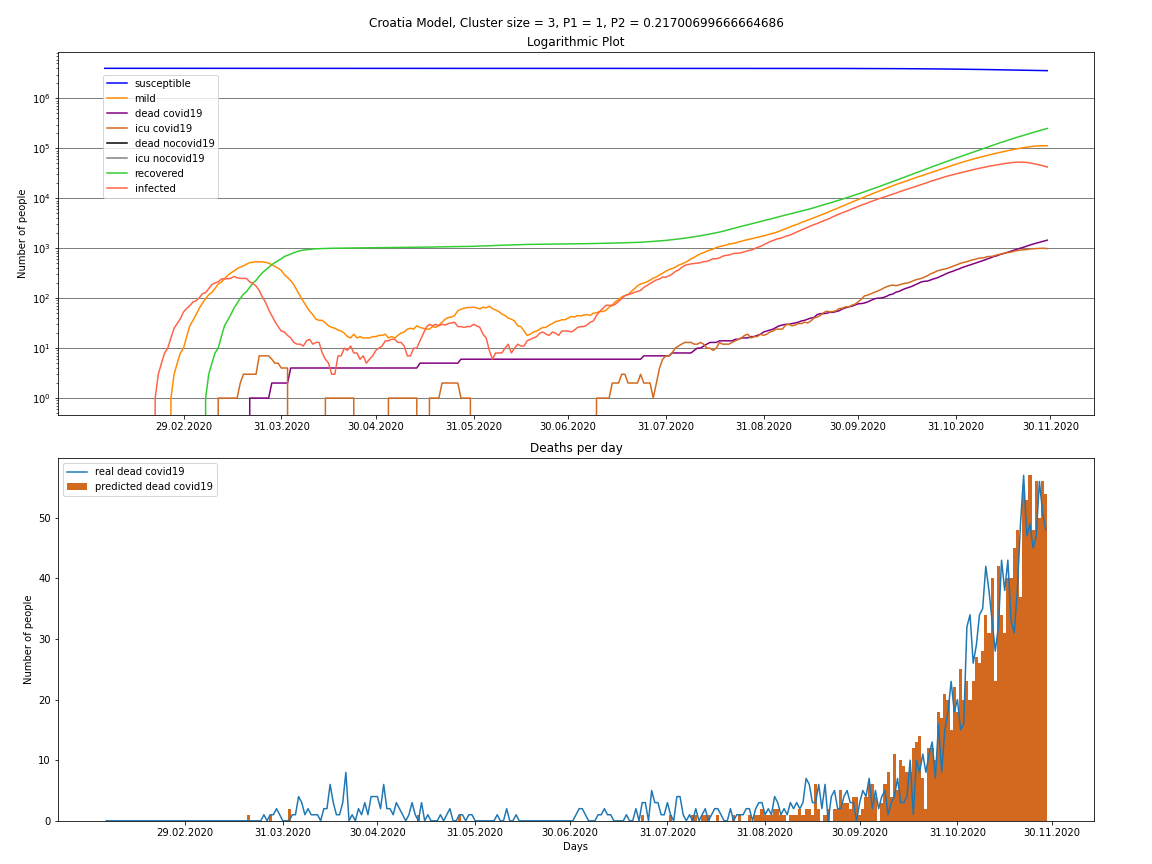 Croatia Model, Cluster size = 3, P1 = 1, P2 = 0.21700699666664686
Logarithmic Plot
susceptible
mild
dead covid19
icu covid19
dead nocovid19
icu nocovid19
recovered
infected
Number of people
10⁶
10⁵
10⁴
10³
10²
10¹
10⁰
29.02.2020 31.03.2020 30.04.2020 31.05.2020 30.06.2020 31.07.2020 31.08.2020 30.09.2020 31.10.2020 30.11.2020
Deaths per day
real dead covid19
predicted dead covid19
Number of people
50
40
30
20
10
0
29.02.2020 31.03.2020 30.04.2020 31.05.2020 30.06.2020 31.07.2020 31.08.2020 30.09.2020 31.10.2020 30.11.2020
Days